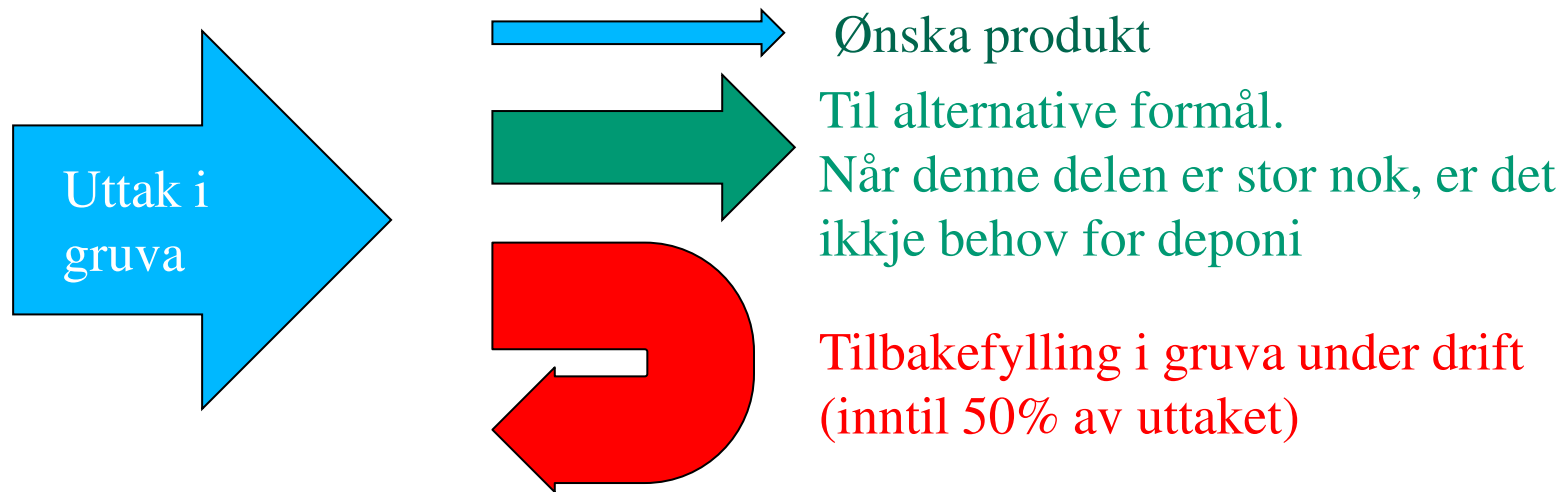 Uttak i
gruva
Ønska produkt
Til alternative formål.
Når denne delen er stor nok, er det
ikkje behov for deponi
Tilbakefylling i gruva under drift
(inntil 50% av uttaket)